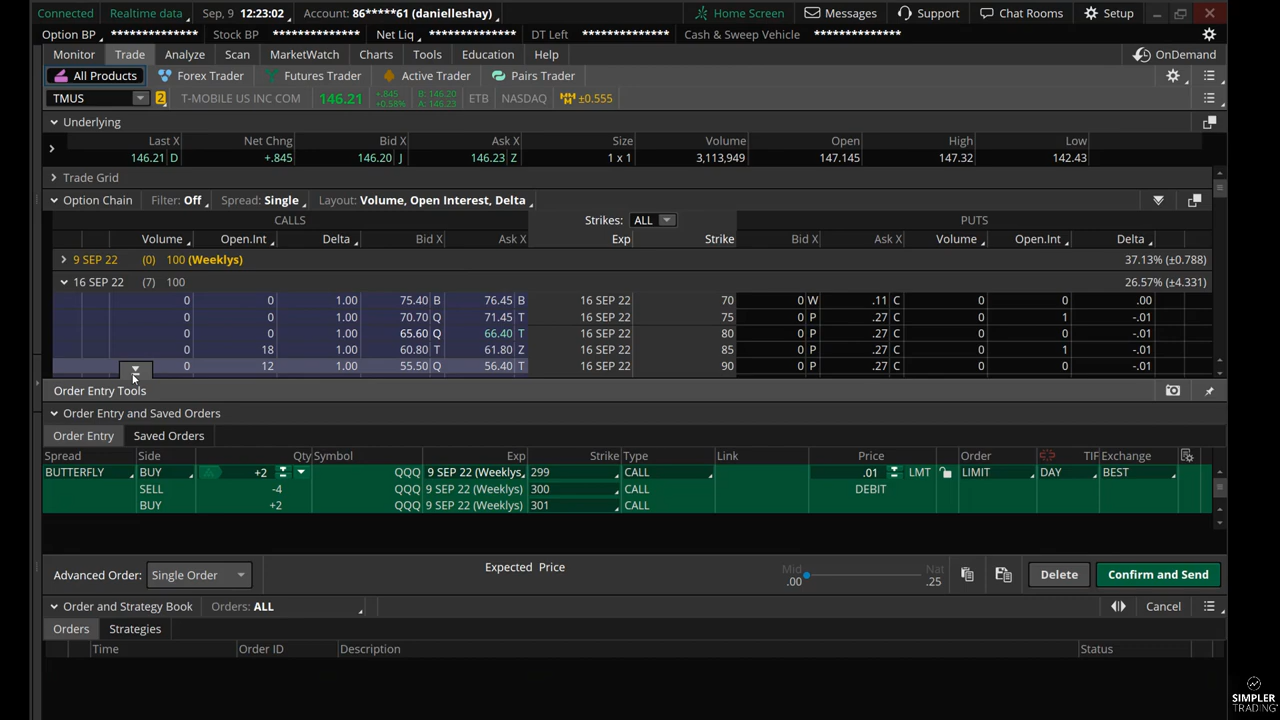 Connected Realtime data Sep, 9 12:23:02 Account: 86*****61 (danielleshay) Home Screen Messages Support Chat Rooms Setup
Option BP ************** Stock BP ************** Net Liq ************** DT Left ************** Cash & Sweep Vehicle **************
Monitor Trade Analyze Scan MarketWatch Charts Tools Education Help OnDemand
All Products Forex Trader Futures Trader Active Trader Pairs Trader
TMUS 2 T-MOBILE US INC COM 146.21 +.845 +0.58% B: 146.20 A: 146.23 ETB NASDAQ ±0.555
Underlying
Last X Net Chng Bid X Ask X Size Volume Open High Low
146.21 D +.845 146.20 J 146.23 Z 1 x 1 3,113,949 147.145 147.32 142.43
Trade Grid
Option Chain Filter: Off Spread: Single Layout: Volume, Open Interest, Delta
CALLS Strikes: ALL PUTS
Volume Open.Int Delta Bid X Ask X Exp Strike Bid X Ask X Volume Open.Int Delta
9 SEP 22 (0) 100 (Weeklys) 37.13% (±0.788)
16 SEP 22 (7) 100 26.57% (±4.331)
0 0 1.00 75.40 B 76.45 B 16 SEP 22 70 0 W .11 C 0 0 .00
0 0 1.00 70.70 Q 71.45 T 16 SEP 22 75 0 P .27 C 0 1 -.01
0 0 1.00 65.60 Q 66.40 T 16 SEP 22 80 0 P .27 C 0 0 -.01
0 18 1.00 60.80 T 61.80 Z 16 SEP 22 85 0 P .27 C 0 1 -.01
0 12 1.00 55.50 Q 56.40 T 16 SEP 22 90 0 P .27 C 0 0 -.01
Order Entry Tools
Order Entry and Saved Orders
Order Entry Saved Orders
Spread Side Qty Symbol Exp Strike Type Link Price Order TIF Exchange
BUTTERFLY BUY +2 QQQ 9 SEP 22 (Weeklys) 299 CALL .01 LMT LIMIT DAY BEST
SELL -4 QQQ 9 SEP 22 (Weeklys) 300 CALL DEBIT
BUY +2 QQQ 9 SEP 22 (Weeklys) 301 CALL
Advanced Order: Single Order Expected Price Mid .00 Nat .25 Delete Confirm and Send
Order and Strategy Book Orders: ALL Cancel
Orders Strategies
Time Order ID Description Status
SIMPLER
TRADING